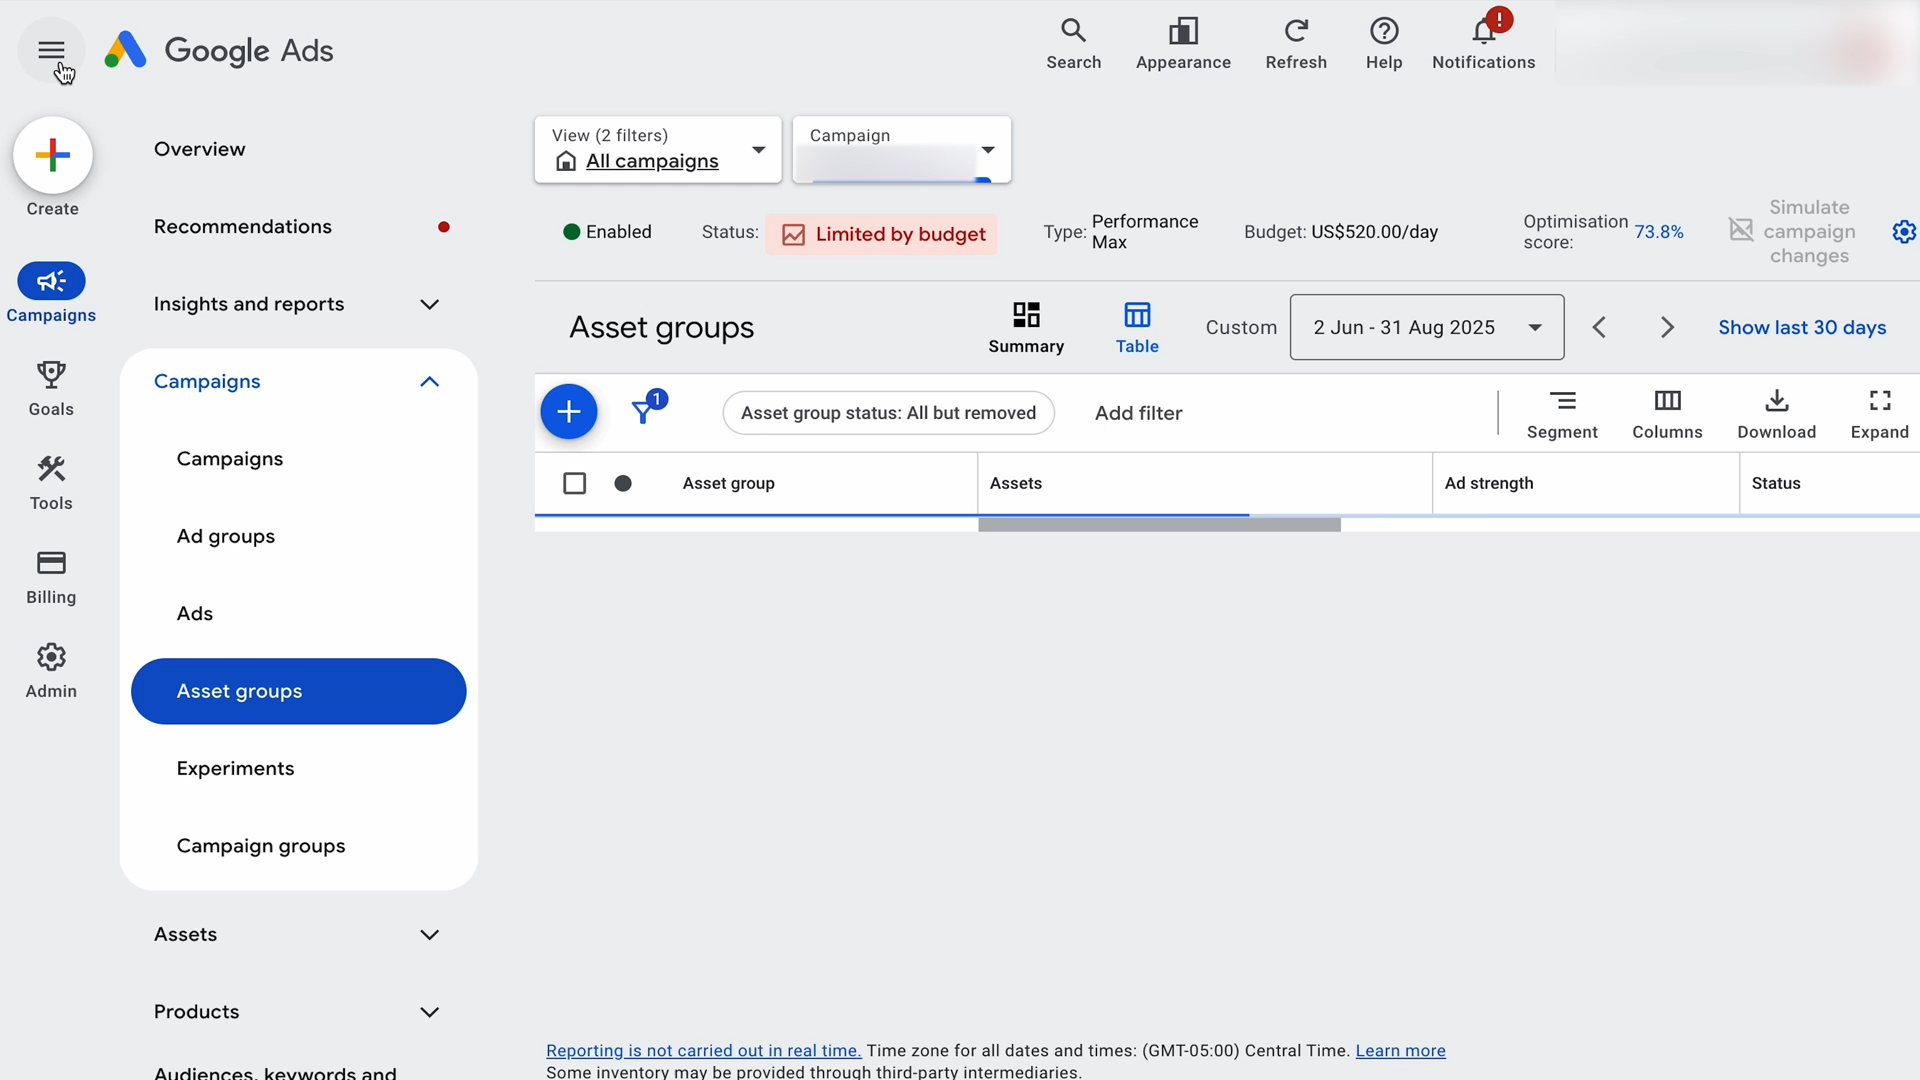 Google Ads
Search
Appearance
Refresh
Help
!
Notifications
Create
Campaigns
Goals
Tools
Billing
Admin
Overview
Recommendations
Insights and reports
Campaigns
Campaigns
Ad groups
Ads
Asset groups
Experiments
Campaign groups
Assets
Products
Audiences, keywords and
View (2 filters)
All campaigns
Campaign
Enabled
Status: Limited by budget
Type: Performance Max
Budget: US$520.00/day
Optimisation score: 73.8%
Simulate campaign changes
Asset groups
Summary
Table
Custom
2 Jun - 31 Aug 2025
Show last 30 days
1
Asset group status: All but removed
Add filter
Segment
Columns
Download
Expand
Asset group
Assets
Ad strength
Status
Reporting is not carried out in real time. Time zone for all dates and times: (GMT-05:00) Central Time. Learn more
Some inventory may be provided through third-party intermediaries.